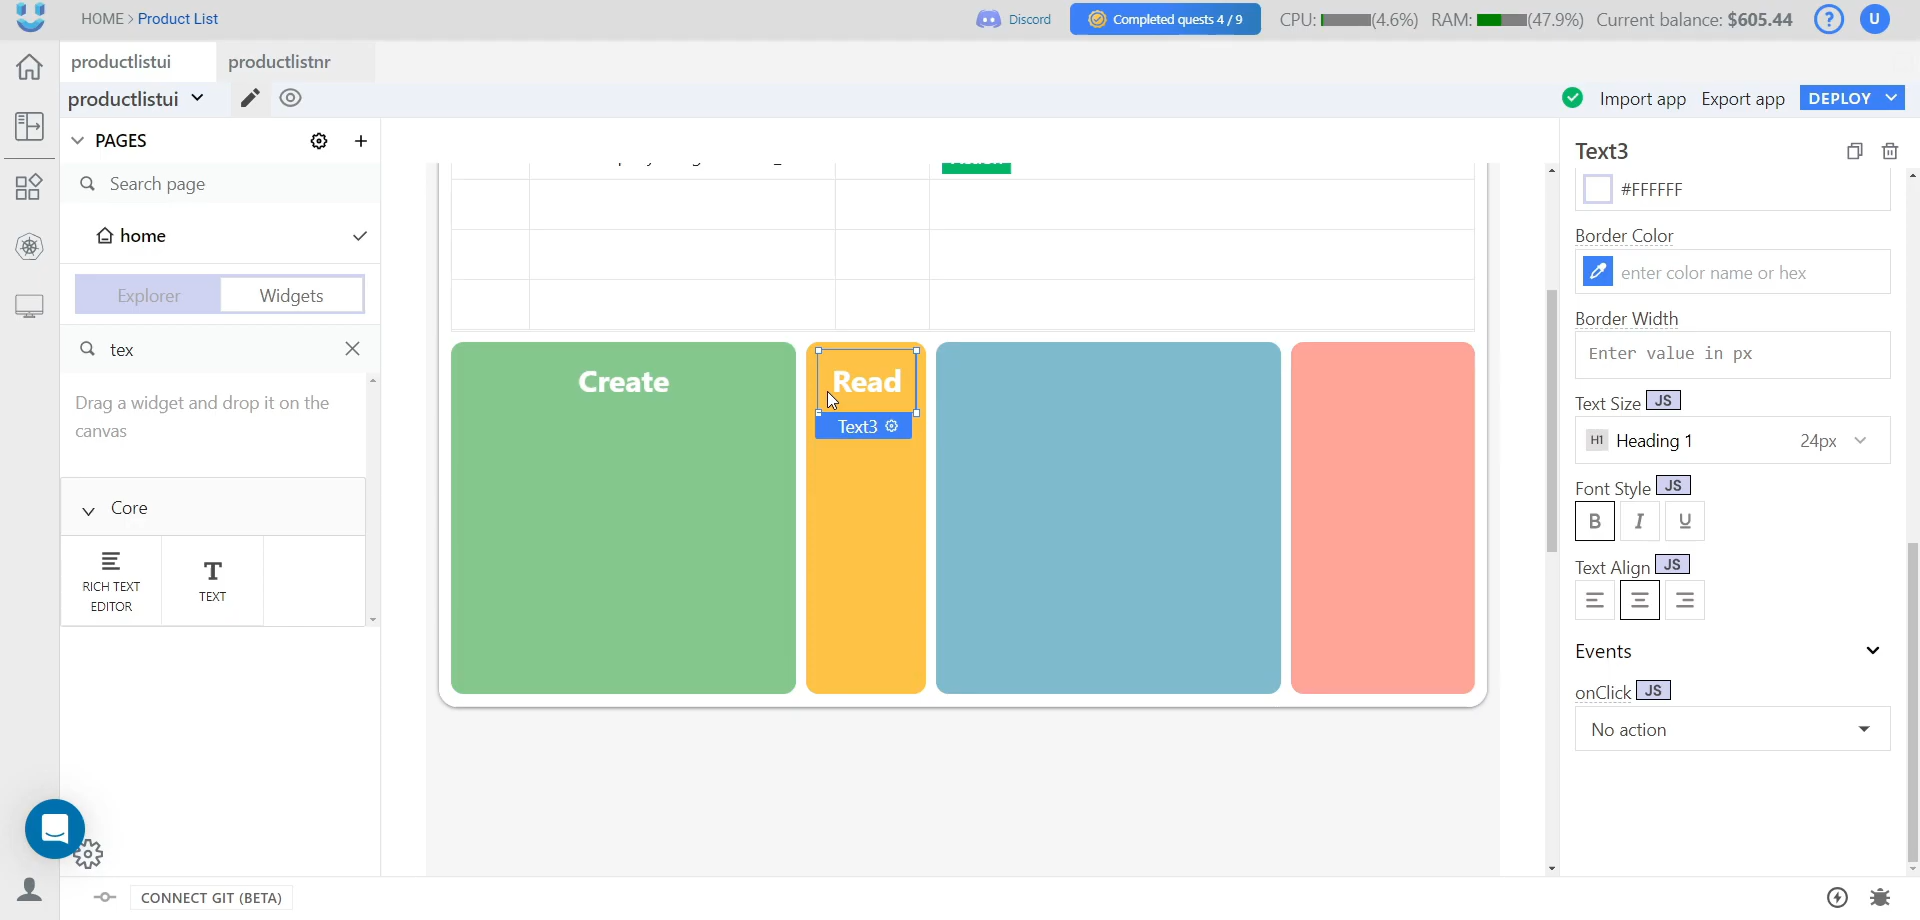 HOME > Product List
Discord
Completed quests 4 / 9
CPU: (4.6%) RAM: (47.9%) Current balance: $605.44
?
U
productlistui
productlistnr
productlistui
Import app
Export app
DEPLOY
PAGES
Search page
home
Explorer
Widgets
tex
Drag a widget and drop it on the
canvas
Core
RICH TEXT
EDITOR
T
TEXT
CONNECT GIT (BETA)
Create
Read
Text3
Text3
#FFFFFF
Border Color
enter color name or hex
Border Width
Enter value in px
Text Size JS
H1 Heading 1 24px
Font Style JS
B I U
Text Align JS
Events
onClick JS
No action